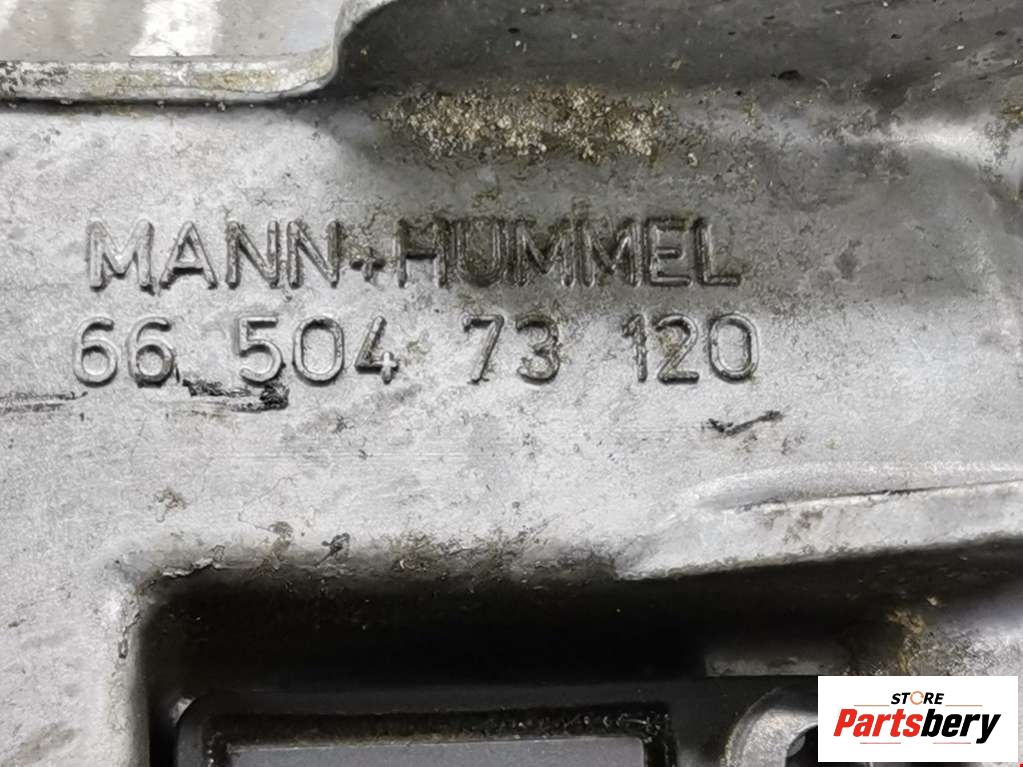 MANN+HUMMEL
66 504 73 120
STORE
Partsbery